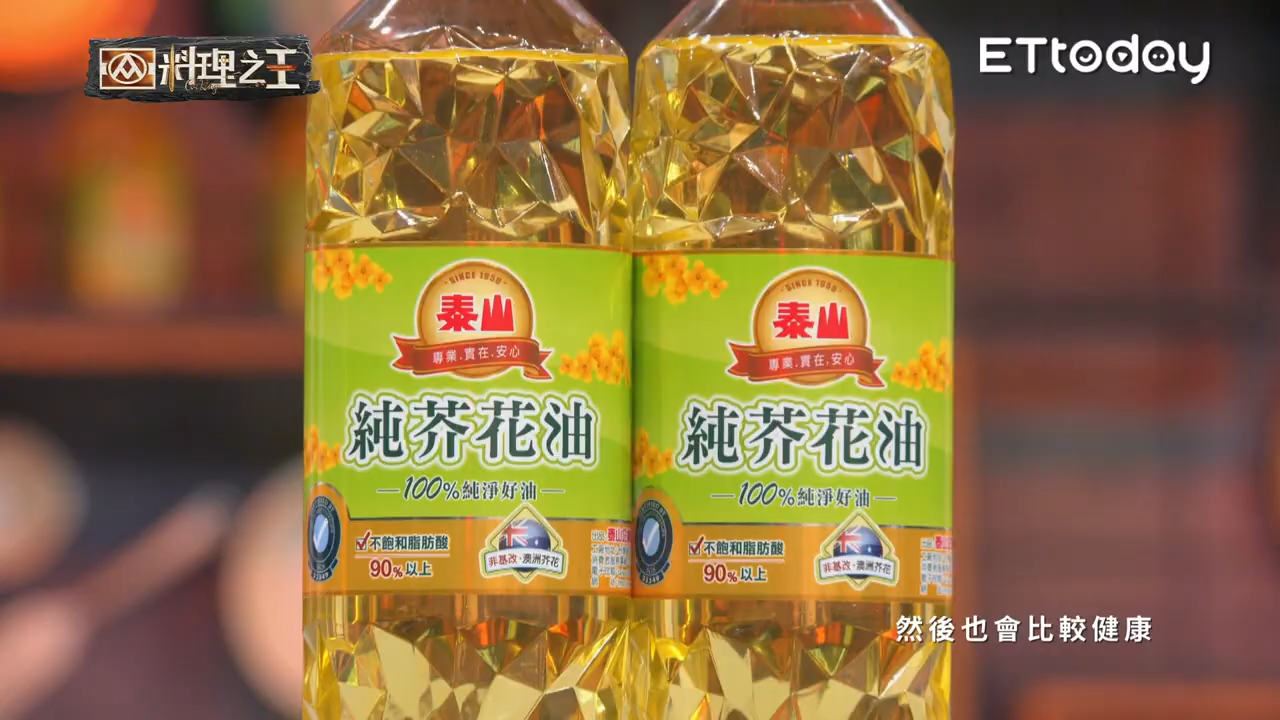 料理之王
Cooking
ETtoday
SINCE 1950
泰山
專業.實在.安心
純芥花油
100%純淨好油
不飽和脂肪酸
90%以上
非基改·澳洲芥花
SINCE 1950
泰山
專業.實在.安心
純芥花油
100%純淨好油
不飽和脂肪酸
90%以上
非基改·澳洲芥花
然後也會比較健康